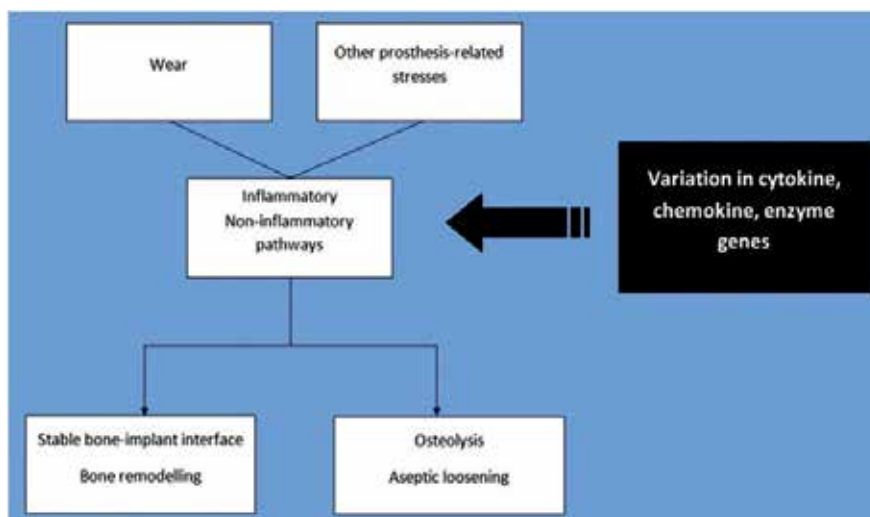 Wear
Other prosthesis-related
stresses
Inflammatory
Non-inflammatory
pathways
Variation in cytokine,
chemokine, enzyme
genes
Stable bone-implant interface
Bone remodelling
Osteolysis
Aseptic loosening